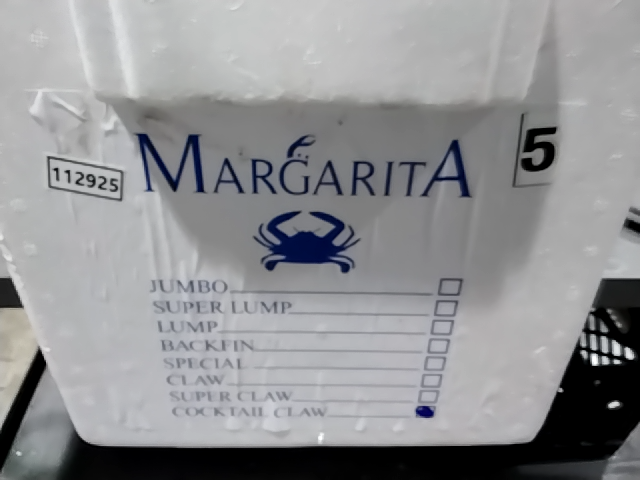 MARGARITA
112925
5
JUMBO
SUPER LUMP
LUMP
BACKFIN
SPECIAL
CLAW
SUPER CLAW
COCKTAIL CLAW